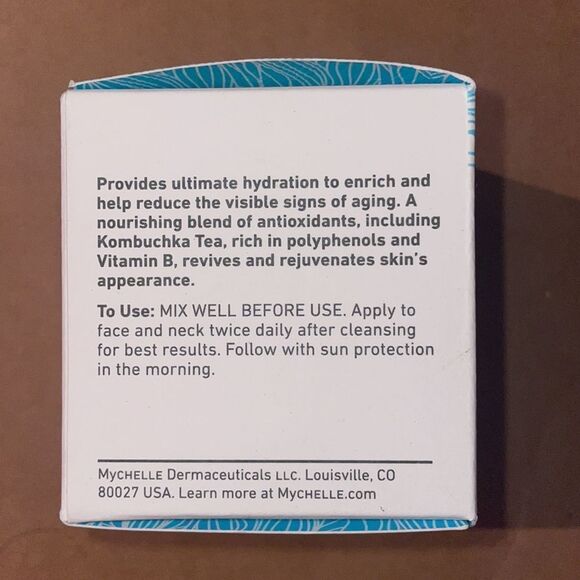 Provides ultimate hydration to enrich and
help reduce the visible signs of aging. A
nourishing blend of antioxidants, including
Kombuchka Tea, rich in polyphenols and
Vitamin B, revives and rejuvenates skin's
appearance.
To Use: MIX WELL BEFORE USE. Apply to
face and neck twice daily after cleansing
for best results. Follow with sun protection
in the morning.
MyCHELLE Dermaceuticals LLC. Louisville, CO
80027 USA. Learn more at MyCHELLE.com